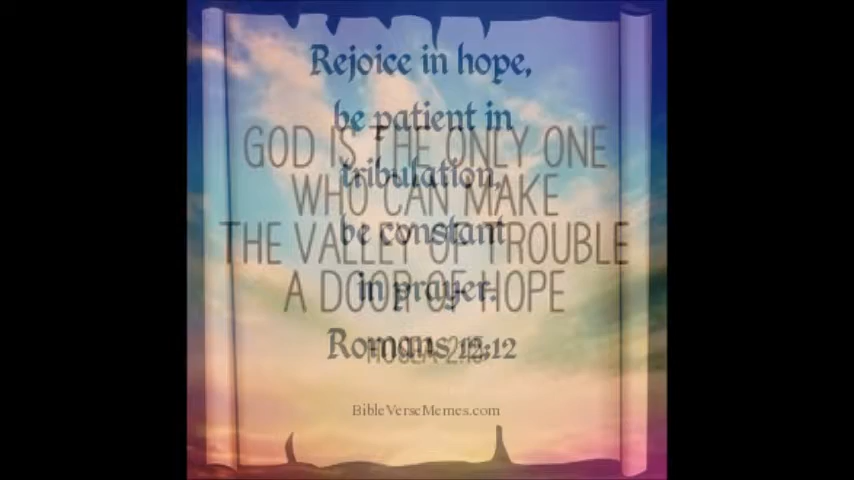 Rejoice in hope,
be patient in
tribulation,
be constant
in prayer.
Romans 12:12
GOD IS THE ONLY ONE
WHO CAN MAKE
THE VALLEY OF TROUBLE
A DOOR OF HOPE
HOSEA 2:15
BibleVerseMemes.com